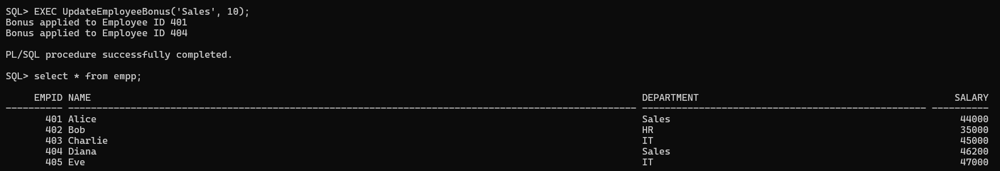 SQL> EXEC UpdateEmployeeBonus('Sales', 10);
Bonus applied to Employee ID 401
Bonus applied to Employee ID 404
PL/SQL procedure successfully completed.
SQL> select * from empp;
EMPID NAME DEPARTMENT SALARY
---------- ---------------------------------------------------------------------------------------------------- -------------------------------------------------- ----------
401 Alice Sales 44000
402 Bob HR 35000
403 Charlie IT 45000
404 Diana Sales 46200
405 Eve IT 47000